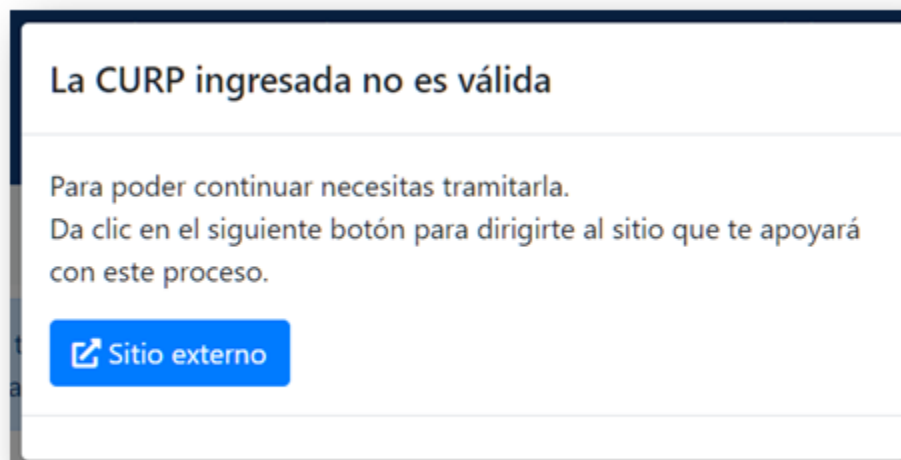 La CURP ingresada no es válida
Para poder continuar necesitas tramitarla.
Da clic en el siguiente botón para dirigirte al sitio que te apoyará
con este proceso.
Sitio externo